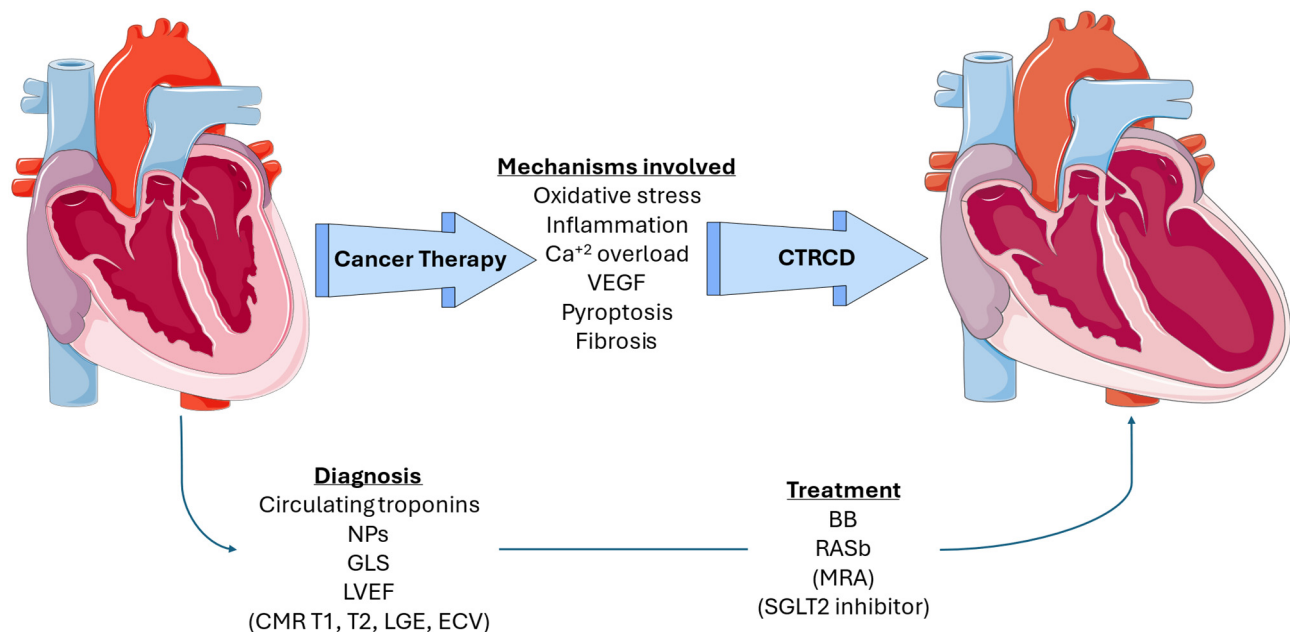 Mechanisms involved
Oxidative stress
Inflammation
Ca⁺² overload
VEGF
Pyroptosis
Fibrosis
Cancer Therapy
CTRCD
Diagnosis
Circulating troponins
NPs
GLS
LVEF
(CMR T1, T2, LGE, ECV)
Treatment
BB
RASb
(MRA)
(SGLT2 inhibitor)